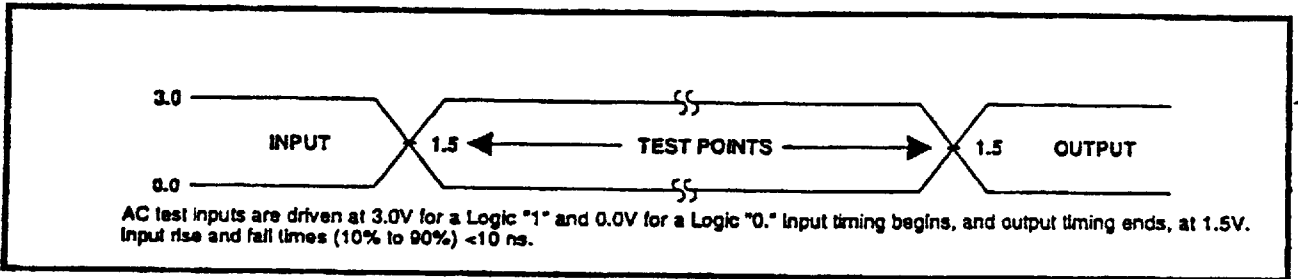 3.0
INPUT 1.5 TEST POINTS 1.5 OUTPUT
0.0
AC test inputs are driven at 3.0V for a Logic "1" and 0.0V for a Logic "0." Input timing begins, and output timing ends, at 1.5V.
Input rise and fall times (10% to 90%) <10 ns.